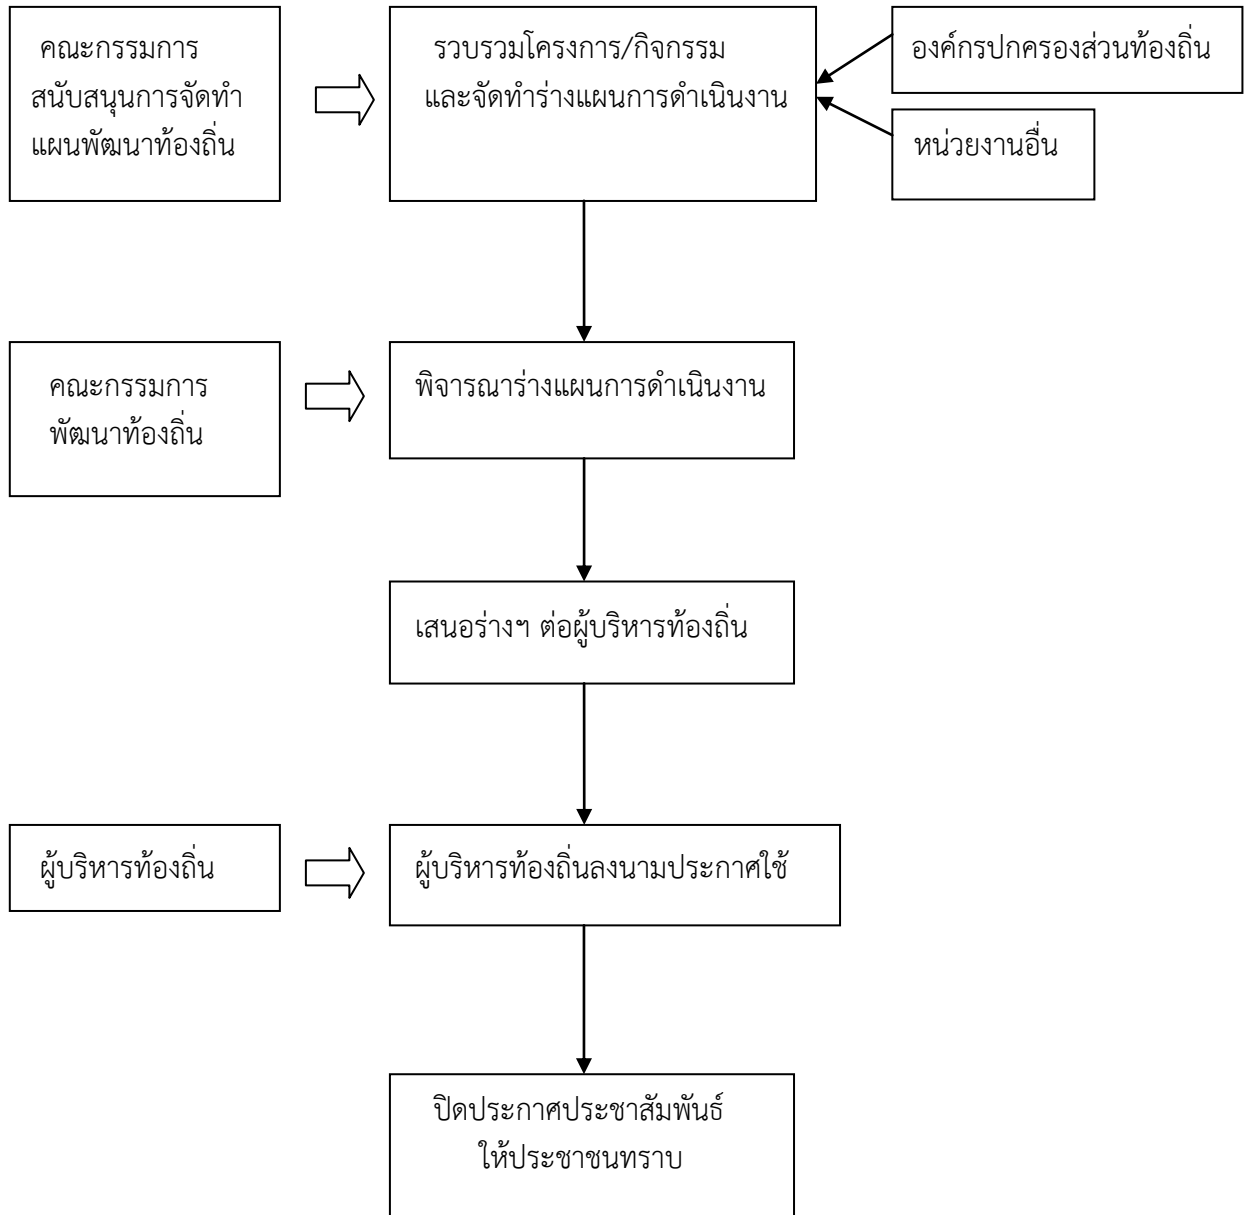 คณะกรรมการ
สนับสนุนการจัดทำ
แผนพัฒนาท้องถิ่น
รวบรวมโครงการ/กิจกรรม
และจัดทำร่างแผนการดำเนินงาน
องค์กรปกครองส่วนท้องถิ่น
หน่วยงานอื่น
คณะกรรมการ
พัฒนาท้องถิ่น
พิจารณาร่างแผนการดำเนินงาน
เสนอร่างฯ ต่อผู้บริหารท้องถิ่น
ผู้บริหารท้องถิ่น
ผู้บริหารท้องถิ่นลงนามประกาศใช้
ปิดประกาศประชาสัมพันธ์
ให้ประชาชนทราบ